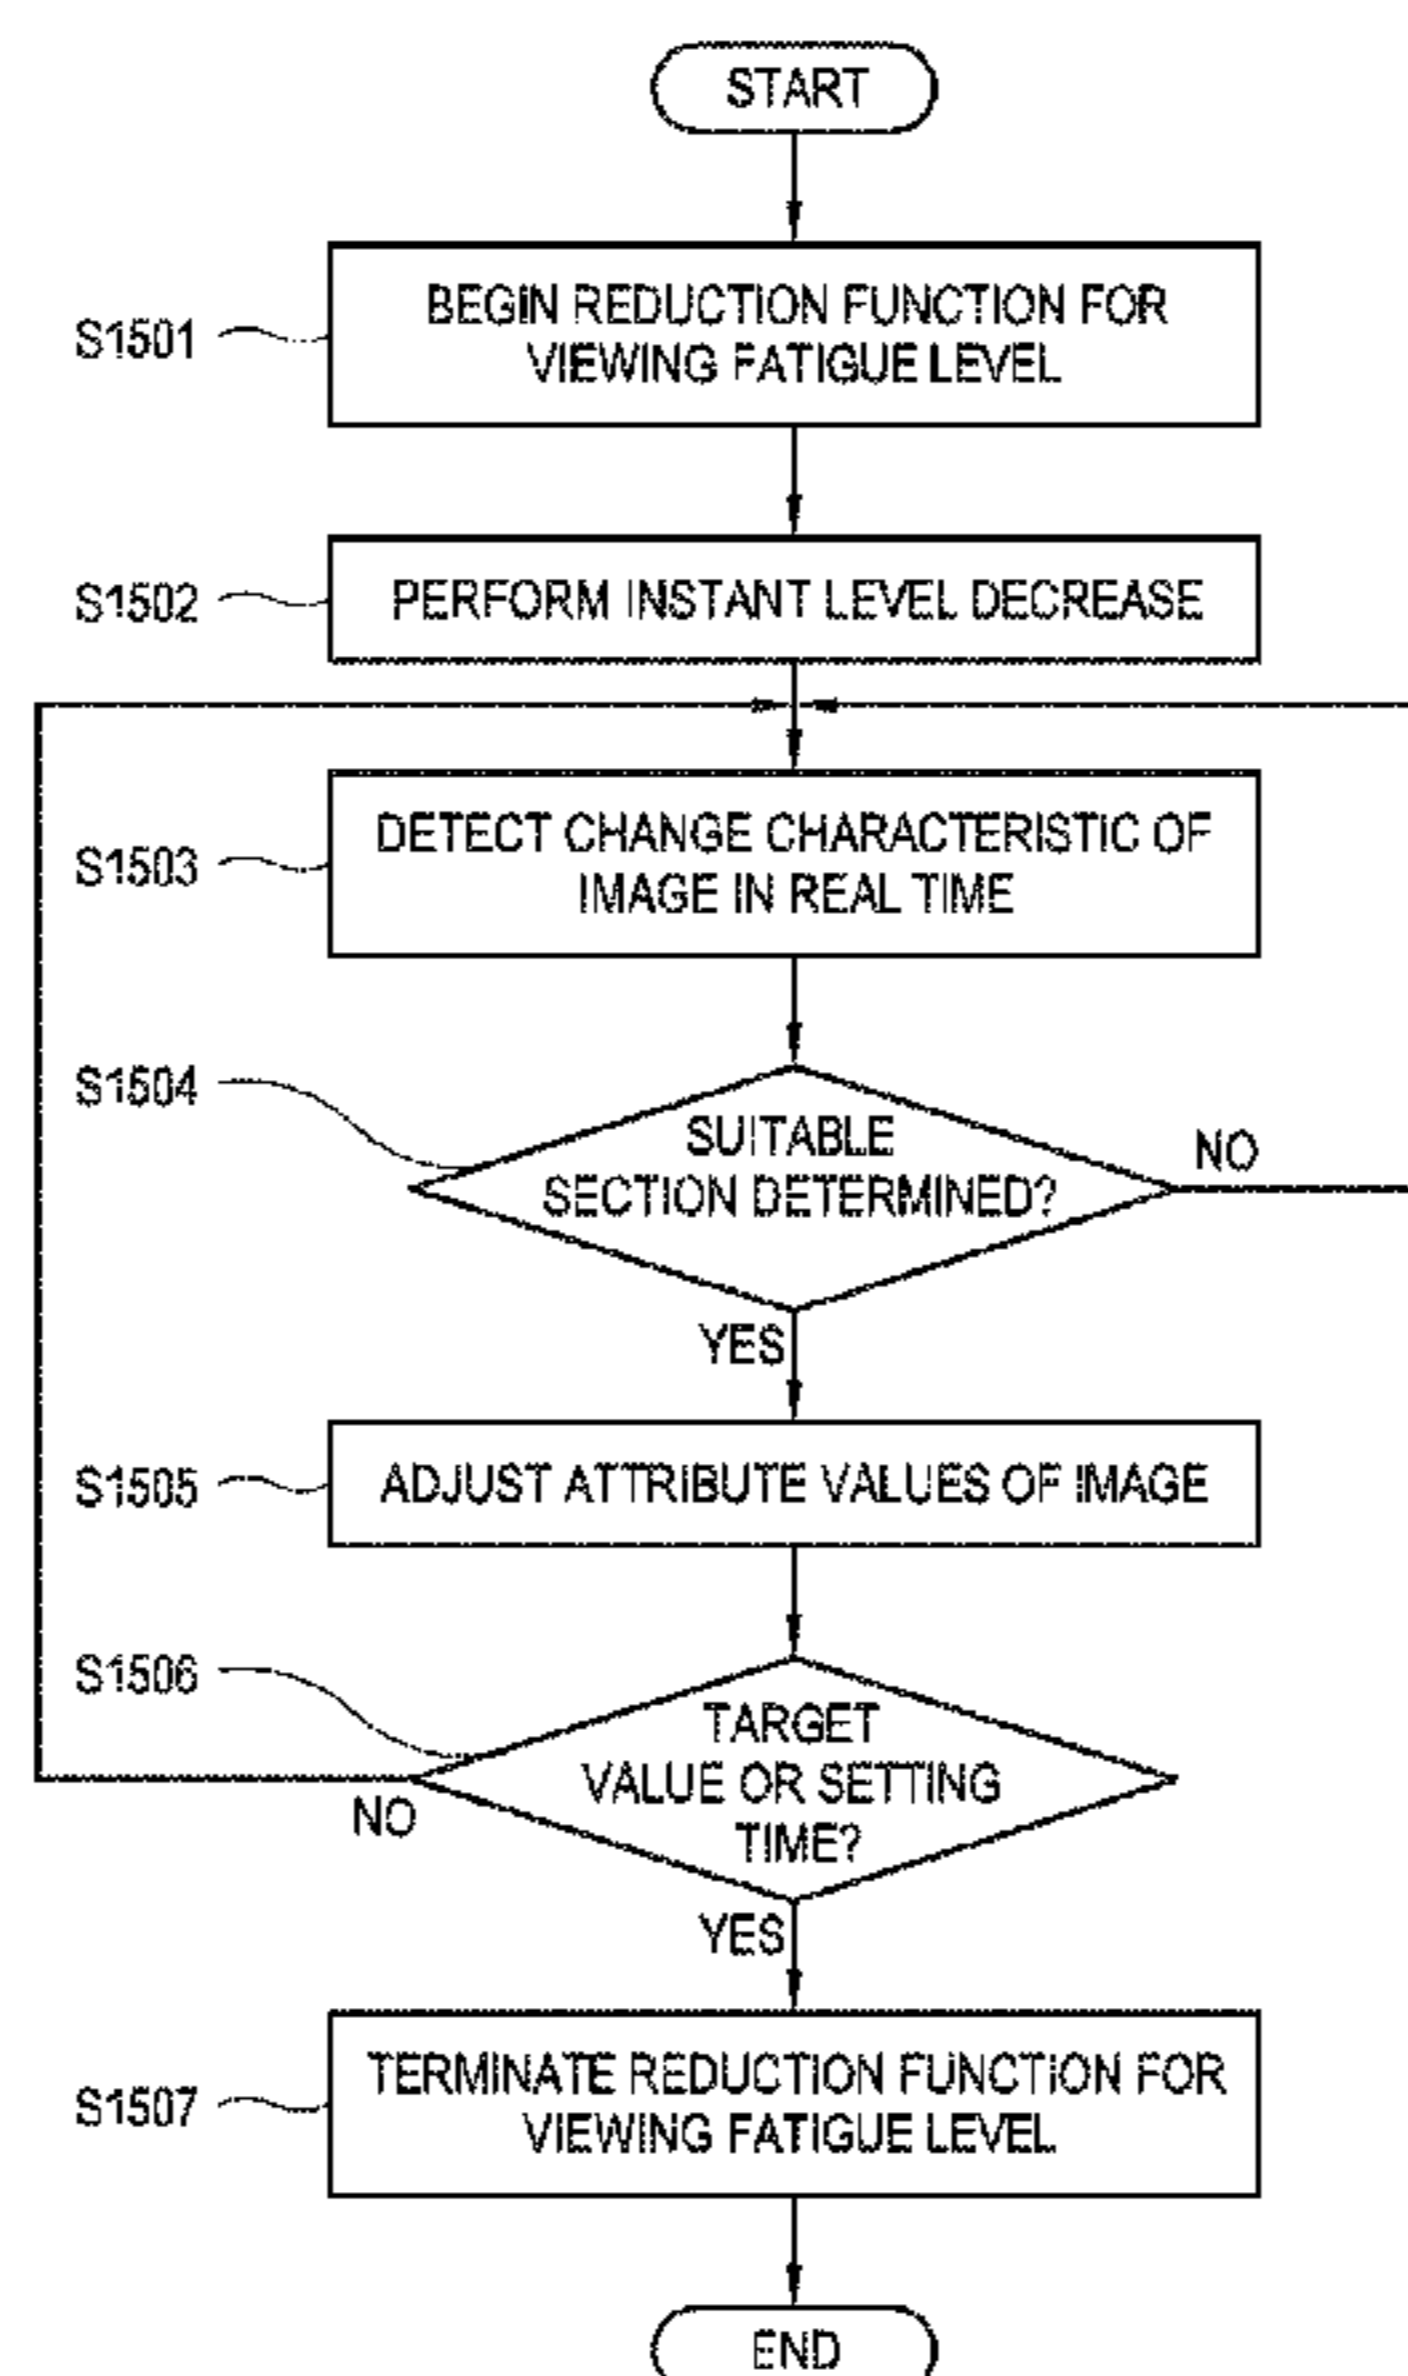 START
S1501
BEGIN REDUCTION FUNCTION FOR
VIEWING FATIGUE LEVEL
S1502
PERFORM INSTANT LEVEL DECREASE
S1503
DETECT CHANGE CHARACTERISTIC OF
IMAGE IN REAL TIME
S1504
SUITABLE
SECTION DETERMINED?
NO
YES
S1505
ADJUST ATTRIBUTE VALUES OF IMAGE
S1506
TARGET
VALUE OR SETTING
TIME?
NO
YES
S1507
TERMINATE REDUCTION FUNCTION FOR
VIEWING FATIGUE LEVEL
END